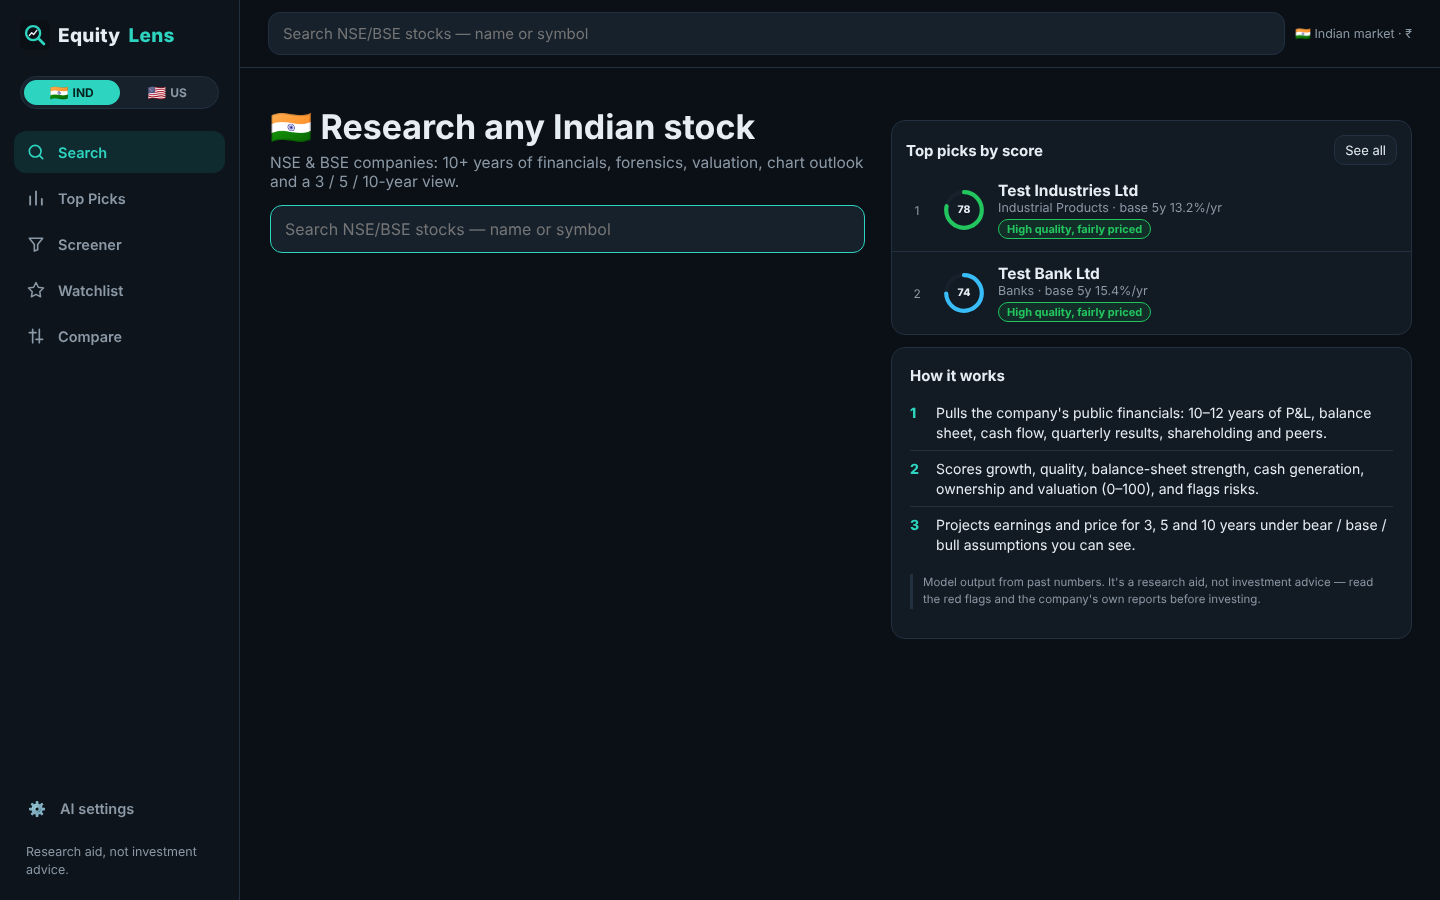 Equity Lens
IND
US
Search
Top Picks
Screener
Watchlist
Compare
AI settings
Research aid, not investment
advice.
Search NSE/BSE stocks — name or symbol
🇮🇳 Indian market · ₹
🇮🇳 Research any Indian stock
NSE & BSE companies: 10+ years of financials, forensics, valuation, chart outlook
and a 3 / 5 / 10-year view.
Search NSE/BSE stocks — name or symbol
Top picks by score
See all
1
78
Test Industries Ltd
Industrial Products · base 5y 13.2%/yr
High quality, fairly priced
2
74
Test Bank Ltd
Banks · base 5y 15.4%/yr
High quality, fairly priced
How it works
1 Pulls the company's public financials: 10–12 years of P&L, balance
sheet, cash flow, quarterly results, shareholding and peers.
2 Scores growth, quality, balance-sheet strength, cash generation,
ownership and valuation (0–100), and flags risks.
3 Projects earnings and price for 3, 5 and 10 years under bear / base /
bull assumptions you can see.
Model output from past numbers. It's a research aid, not investment advice — read
the red flags and the company's own reports before investing.